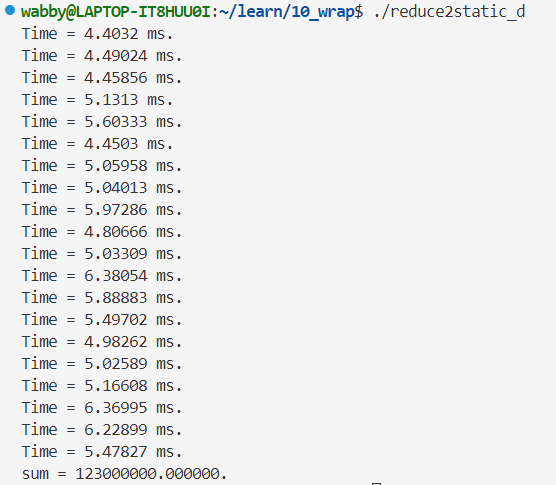 wabby@LAPTOP-IT8HUU0I:~/learn/10_wrap$ ./reduce2static_d
Time = 4.4032 ms.
Time = 4.49024 ms.
Time = 4.45856 ms.
Time = 5.1313 ms.
Time = 5.60333 ms.
Time = 4.4503 ms.
Time = 5.05958 ms.
Time = 5.04013 ms.
Time = 5.97286 ms.
Time = 4.80666 ms.
Time = 5.03309 ms.
Time = 6.38054 ms.
Time = 5.88883 ms.
Time = 5.49702 ms.
Time = 4.98262 ms.
Time = 5.02589 ms.
Time = 5.16608 ms.
Time = 6.36995 ms.
Time = 6.22899 ms.
Time = 5.47827 ms.
sum = 123000000.000000.